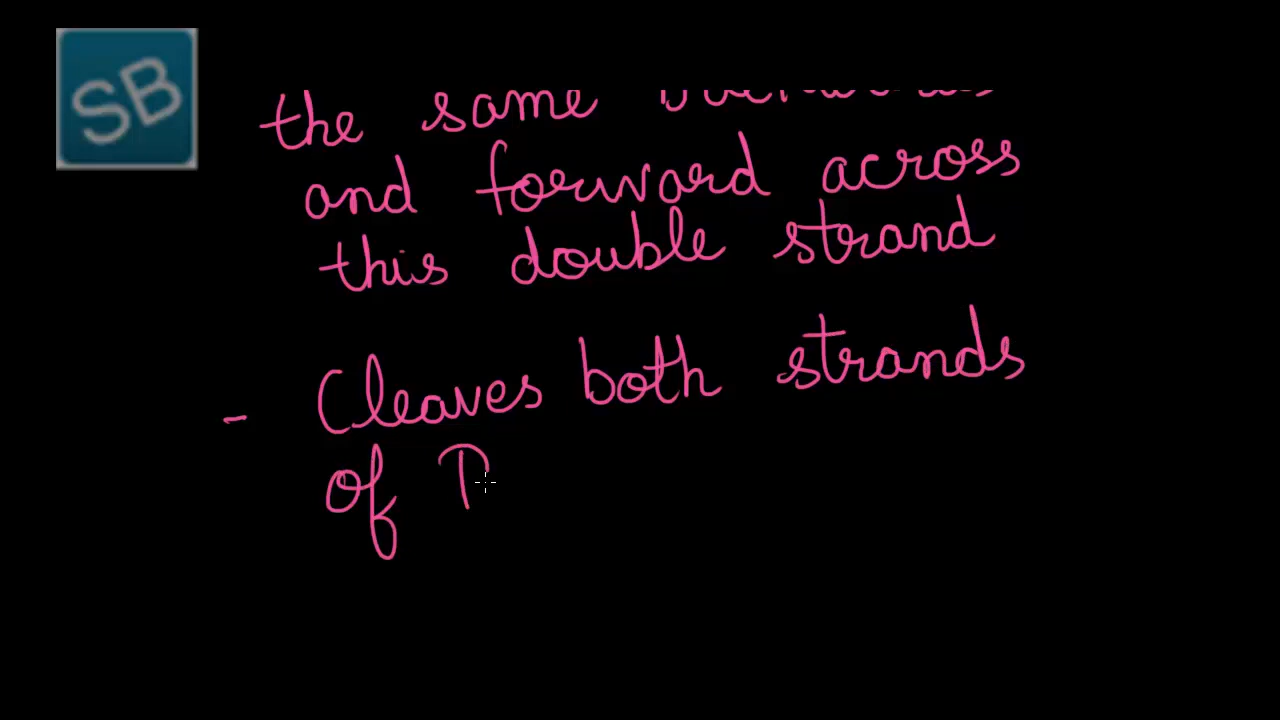 SB
the same
and forward across
this double strand
- Cleaves both strands
of